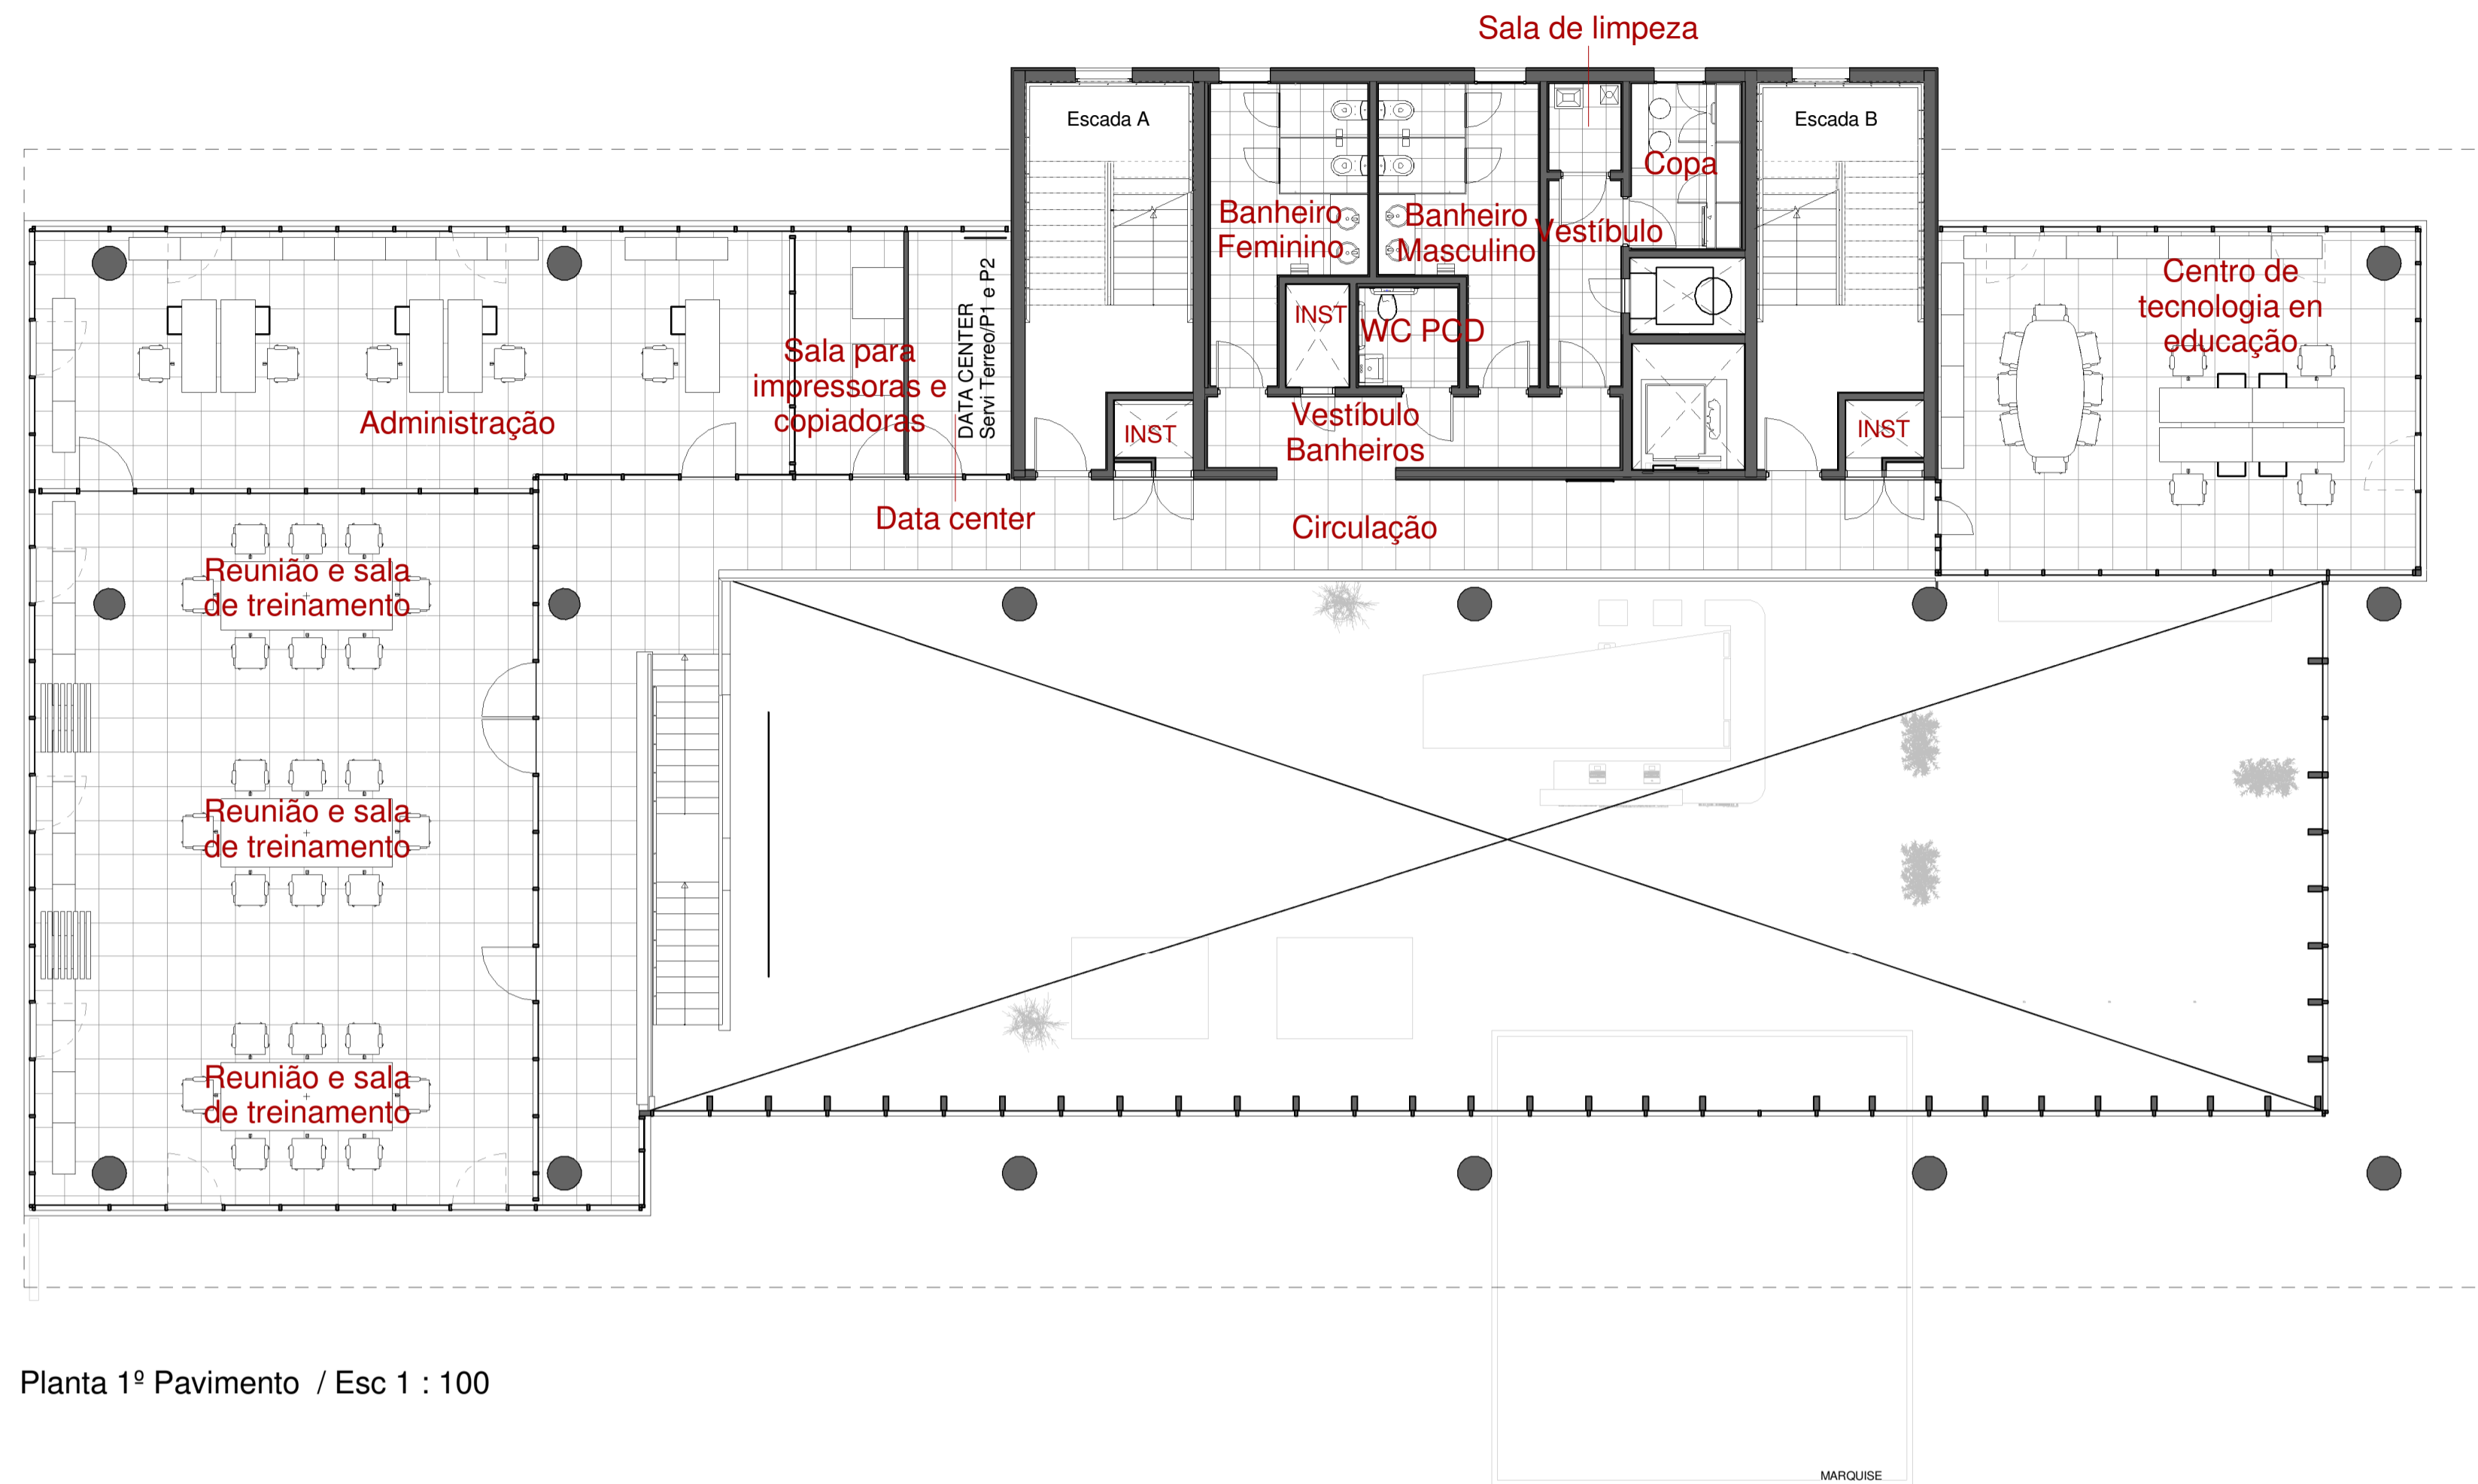 Sala de limpeza
Escada A
Escada B
Copa
Banheiro
Feminino
Banheiro
Masculino
Vestíbulo
Centro de
tecnologia en
educação
DATA CENTER
Servi Terreo/P1 e P2
INST
WC PCD
Sala para
impressoras e
copiadoras
Administração
Vestíbulo
Banheiros
INST
INST
Data center
Circulação
Reunião e sala
de treinamento
Reunião e sala
de treinamento
Reunião e sala
de treinamento
Planta 1º Pavimento / Esc 1 : 100
MARQUISE